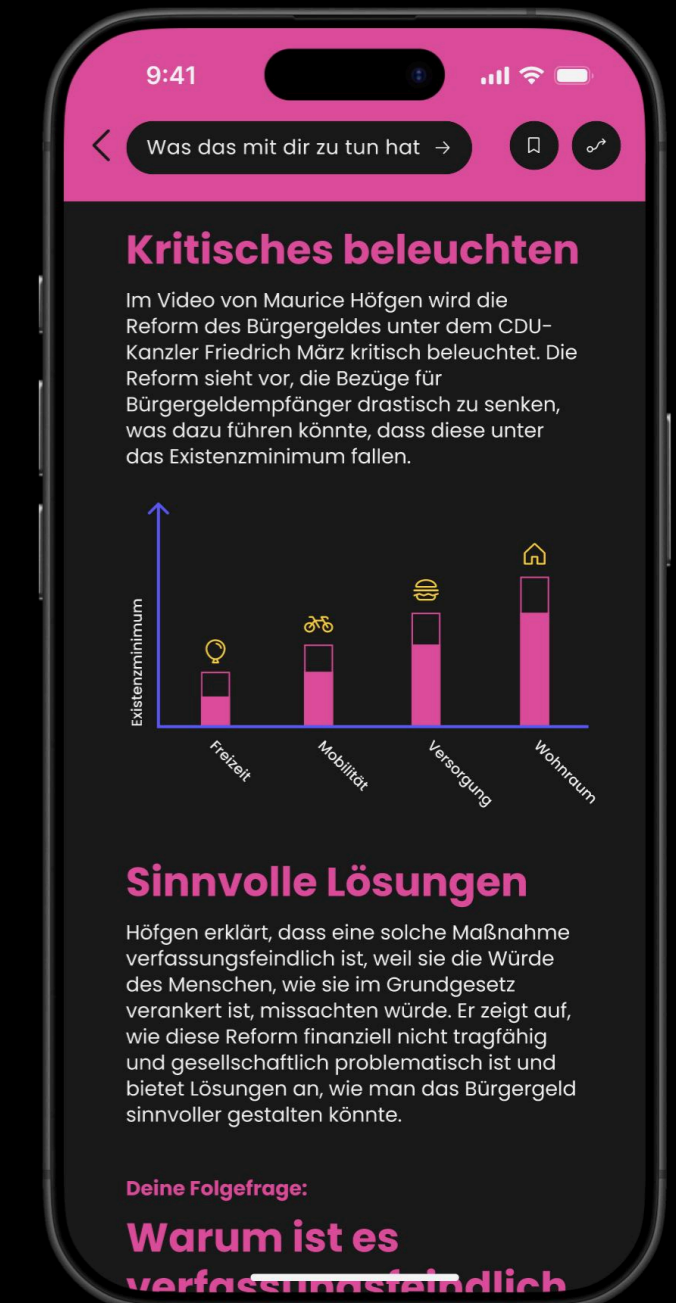 9:41
Was das mit dir zu tun hat →
Kritisches beleuchten
Im Video von Maurice Höfgen wird die
Reform des Bürgergeldes unter dem CDU-
Kanzler Friedrich März kritisch beleuchtet. Die
Reform sieht vor, die Bezüge für
Bürgergeldempfänger drastisch zu senken,
was dazu führen könnte, dass diese unter
das Existenzminimum fallen.
Existenzminimum
Freizeit
Mobilität
Versorgung
Wohnraum
Sinnvolle Lösungen
Höfgen erklärt, dass eine solche Maßnahme
verfassungsfeindlich ist, weil sie die Würde
des Menschen, wie sie im Grundgesetz
verankert ist, missachten würde. Er zeigt auf,
wie diese Reform finanziell nicht tragfähig
und gesellschaftlich problematisch ist und
bietet Lösungen an, wie man das Bürgergeld
sinnvoller gestalten könnte.
Deine Folgefrage:
Warum ist es
verfassungsfeindlich